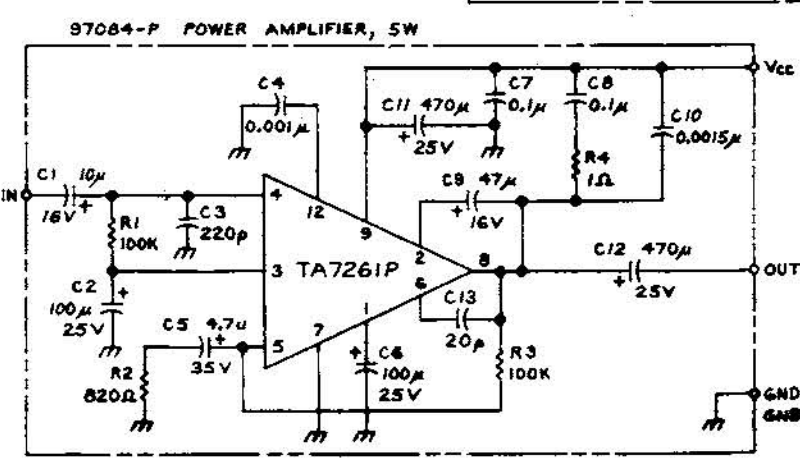 97084-P POWER AMPLIFIER, 5W
VCC
C4
0.001μ
C11 470μ
25V
C7
0.1μ
C8
0.1μ
C10
0.0015μ
R4
1Ω
C1 10μ
16V
IN
R1
100K
C3
220p
4
12
9
C9 47μ
16V
2
3
TA7261P
8
C12 470μ
25V
OUT
C2
100μ
25V
C5 4.7u
35V
5
7
1
6
C13
20p
C6
100μ
25V
R3
100K
R2
820Ω
GND
GND